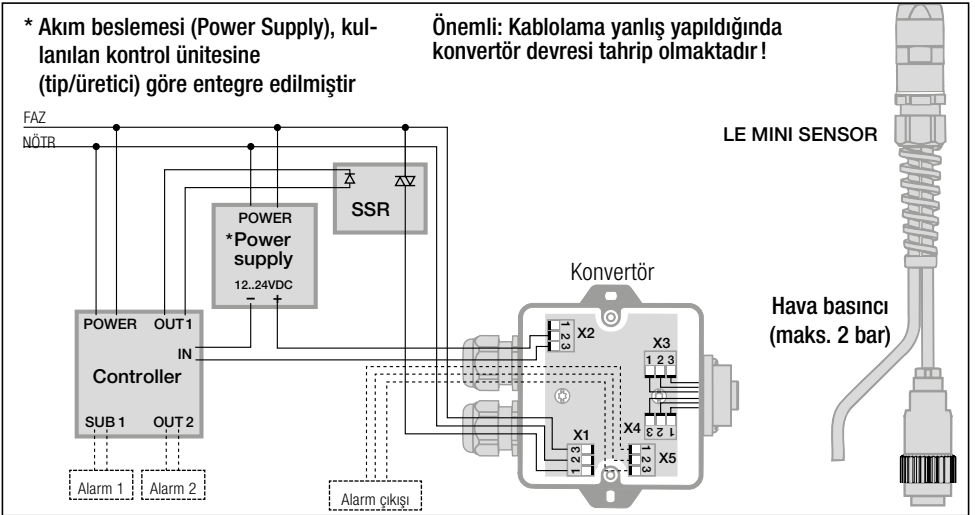 * Akım beslemesi (Power Supply), kul-
lanılan kontrol ünitesine
(tip/üretici) göre entegre edilmiştir
Önemli: Kablolama yanlış yapıldığında
konvertör devresi tahrip olmaktadır !
FAZ
NÖTR
LE MINI SENSOR
SSR
POWER
*Power
supply
12..24VDC
– +
Konvertör
Hava basıncı
(maks. 2 bar)
POWER OUT1
IN
Controller
SUB 1 OUT2
Alarm 1
Alarm 2
Alarm çıkışı
X2
1 2 3
X3
1 2 3
X4
1 2 3
X1
1 2 3
X5
1 2 3